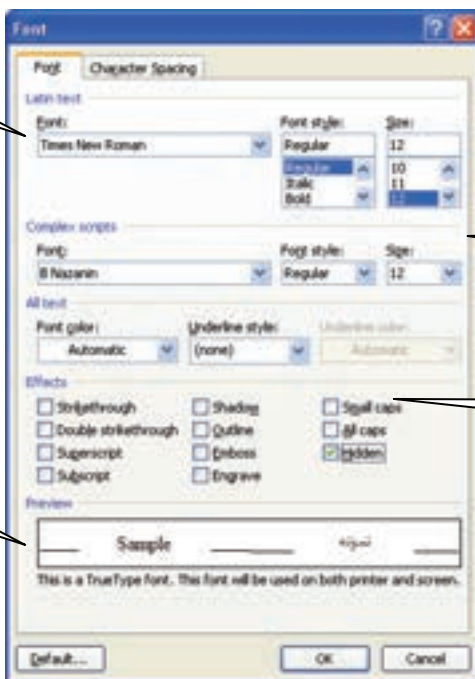 Font
Font Character Spacing
Latin text
Font: Font style: Size:
Times New Roman Regular 12
Regular 10
Italic 11
Bold 12
Complex scripts
Font: Font style: Size:
B Nazanin Regular 12
All text
Font color: Underline style: Underline color:
Automatic (none) Automatic
Effects
Strikethrough Shadow Small caps
Double strikethrough Outline All caps
Superscript Emboss Hidden
Subscript Engrave
Preview
Sample نمونه
This is a TrueType font. This font will be used on both printer and screen.
Default... OK Cancel